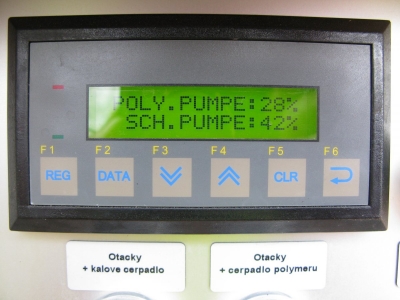 POLY.PUMPE:28%
SCH.PUMPE:42%
F1 F2 F3 F4 F5 F6
REG DATA CLR
Otacky Otacky
+ kalove cerpadlo + cerpadlo polymeru